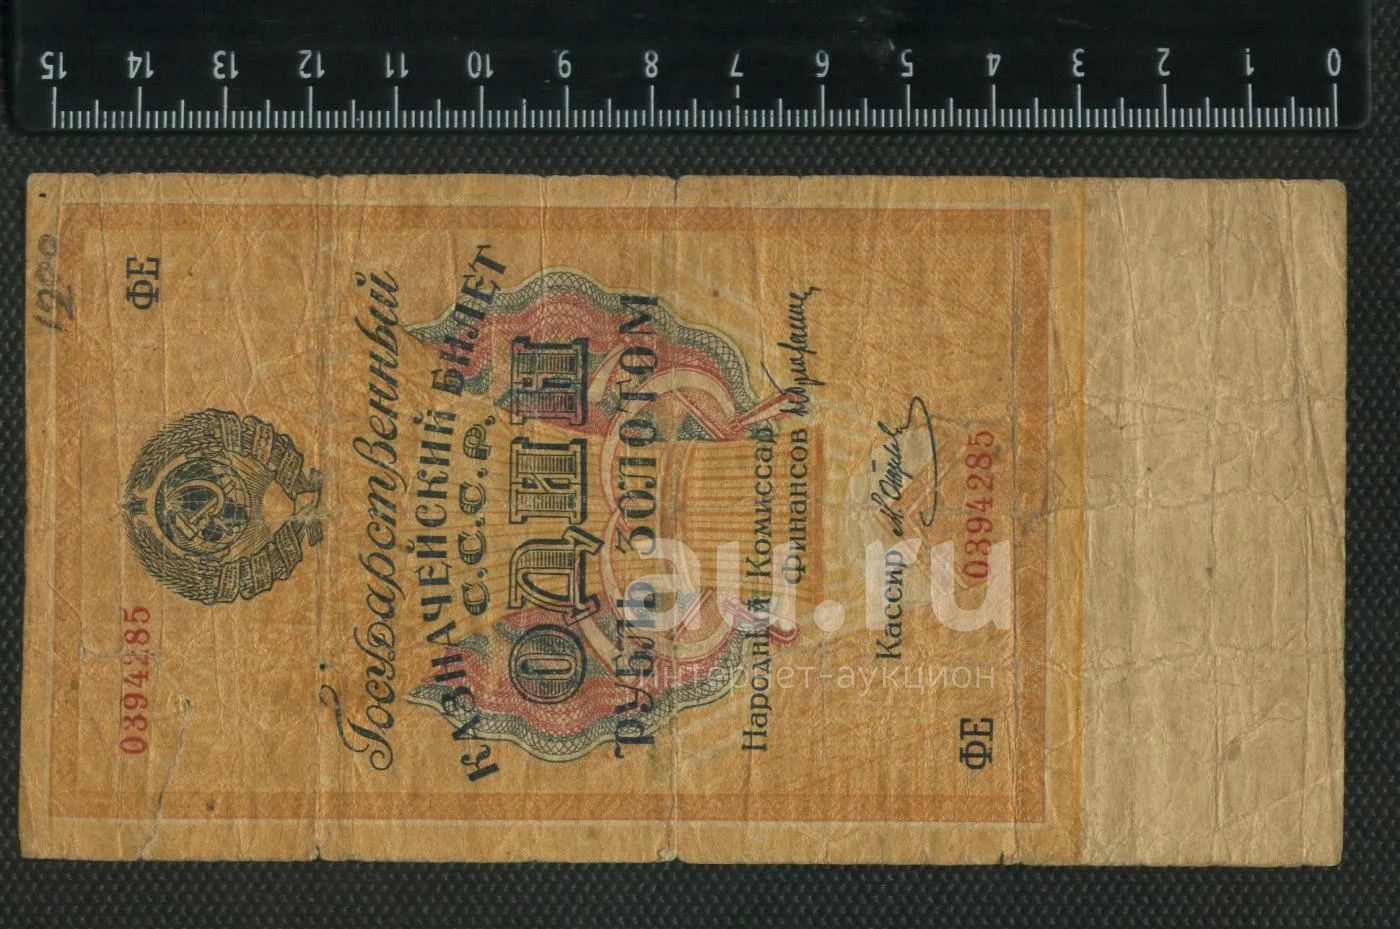 15 14 13 12 11 10 9 8 7 6 5 4 3 2 1 0
ФЕ
0394285
Государственный
КАЗНАЧЕЙСКИЙ БИЛЕТ
С.С.С.Р.
ОДИН
РУБЛЬ ЗОЛОТОМ
Народный Комиссар
Финансов
Кассир
ФЕ
0394285
au.ru
интернет-аукцион